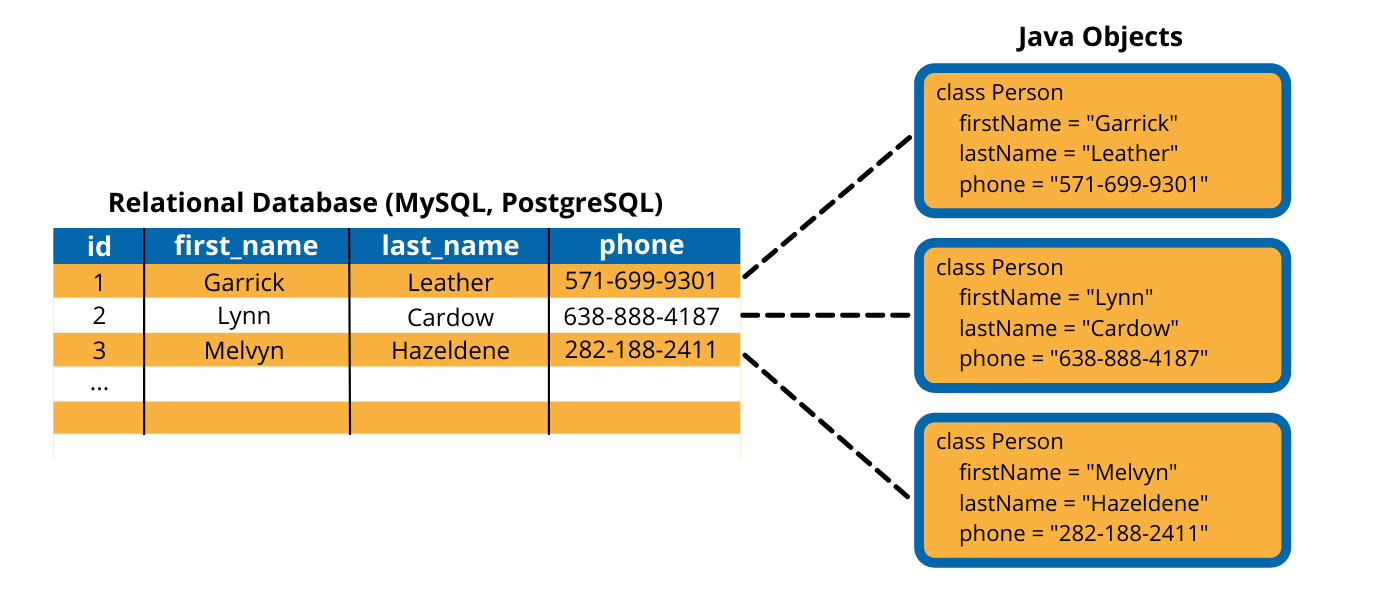 Java Objects
class Person
firstName = "Garrick"
lastName = "Leather"
phone = "571-699-9301"
Relational Database (MySQL, PostgreSQL)
id first_name last_name phone
1 Garrick Leather 571-699-9301
2 Lynn Cardow 638-888-4187
3 Melvyn Hazeldene 282-188-2411
...
class Person
firstName = "Lynn"
lastName = "Cardow"
phone = "638-888-4187"
class Person
firstName = "Melvyn"
lastName = "Hazeldene"
phone = "282-188-2411"